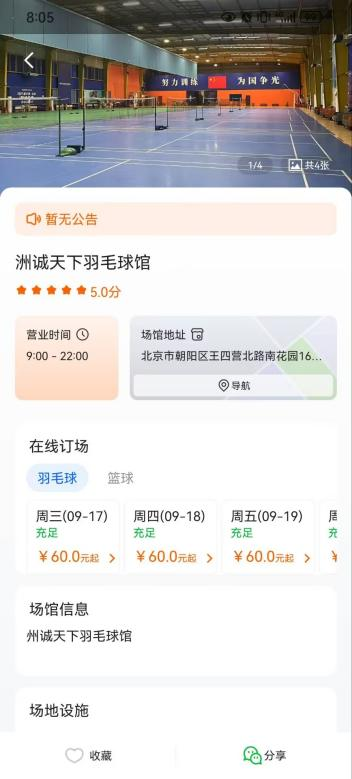 8:05
努力训练 为国争光
1/4 共4张
暂无公告
洲诚天下羽毛球馆
5.0分
营业时间
9:00 - 22:00
场馆地址
北京市朝阳区王四营北路南花园16...
导航
在线订场
羽毛球 篮球
周三(09-17) 周四(09-18) 周五(09-19)
充足 充足 充足
￥60.0元起 ￥60.0元起 ￥60.0元起
场馆信息
州诚天下羽毛球馆
场地设施
收藏 分享